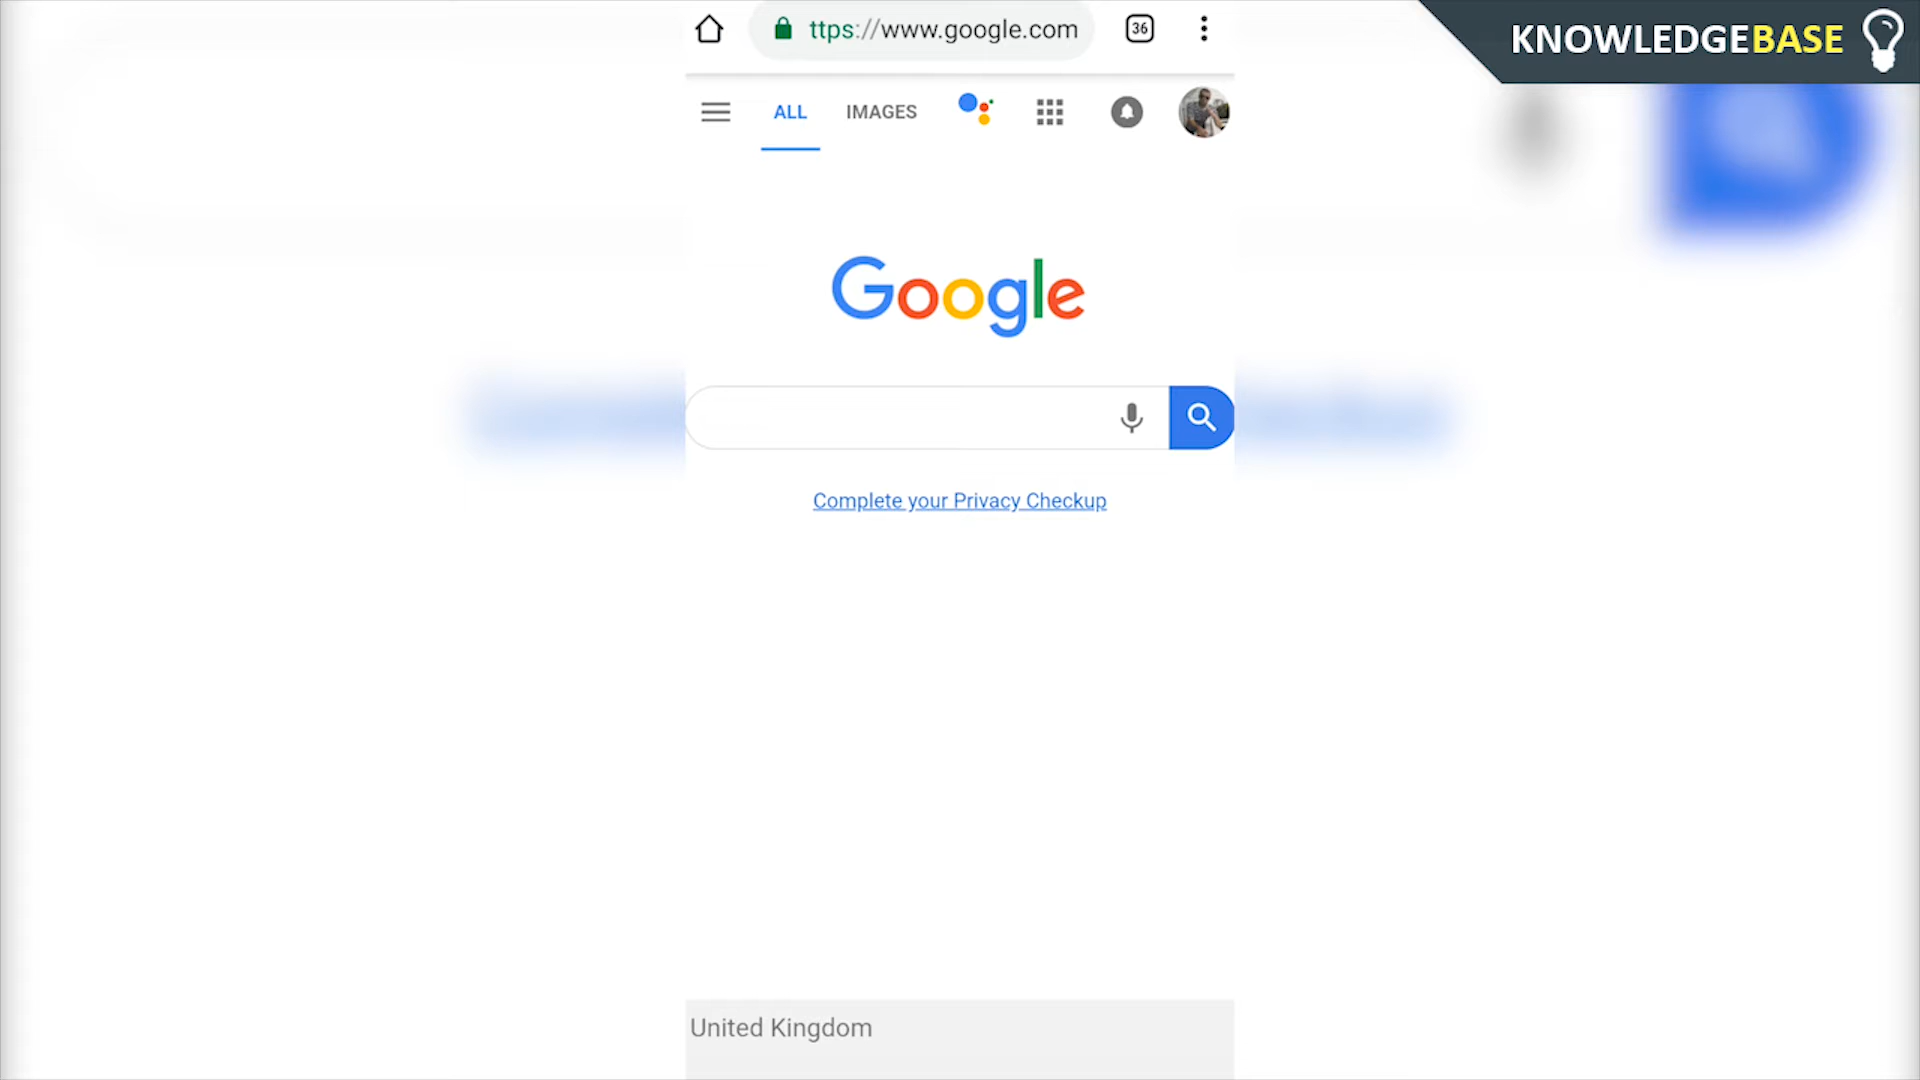 ttps://www.google.com
36
KNOWLEDGEBASE
ALL
IMAGES
Google
Complete your Privacy Checkup
United Kingdom